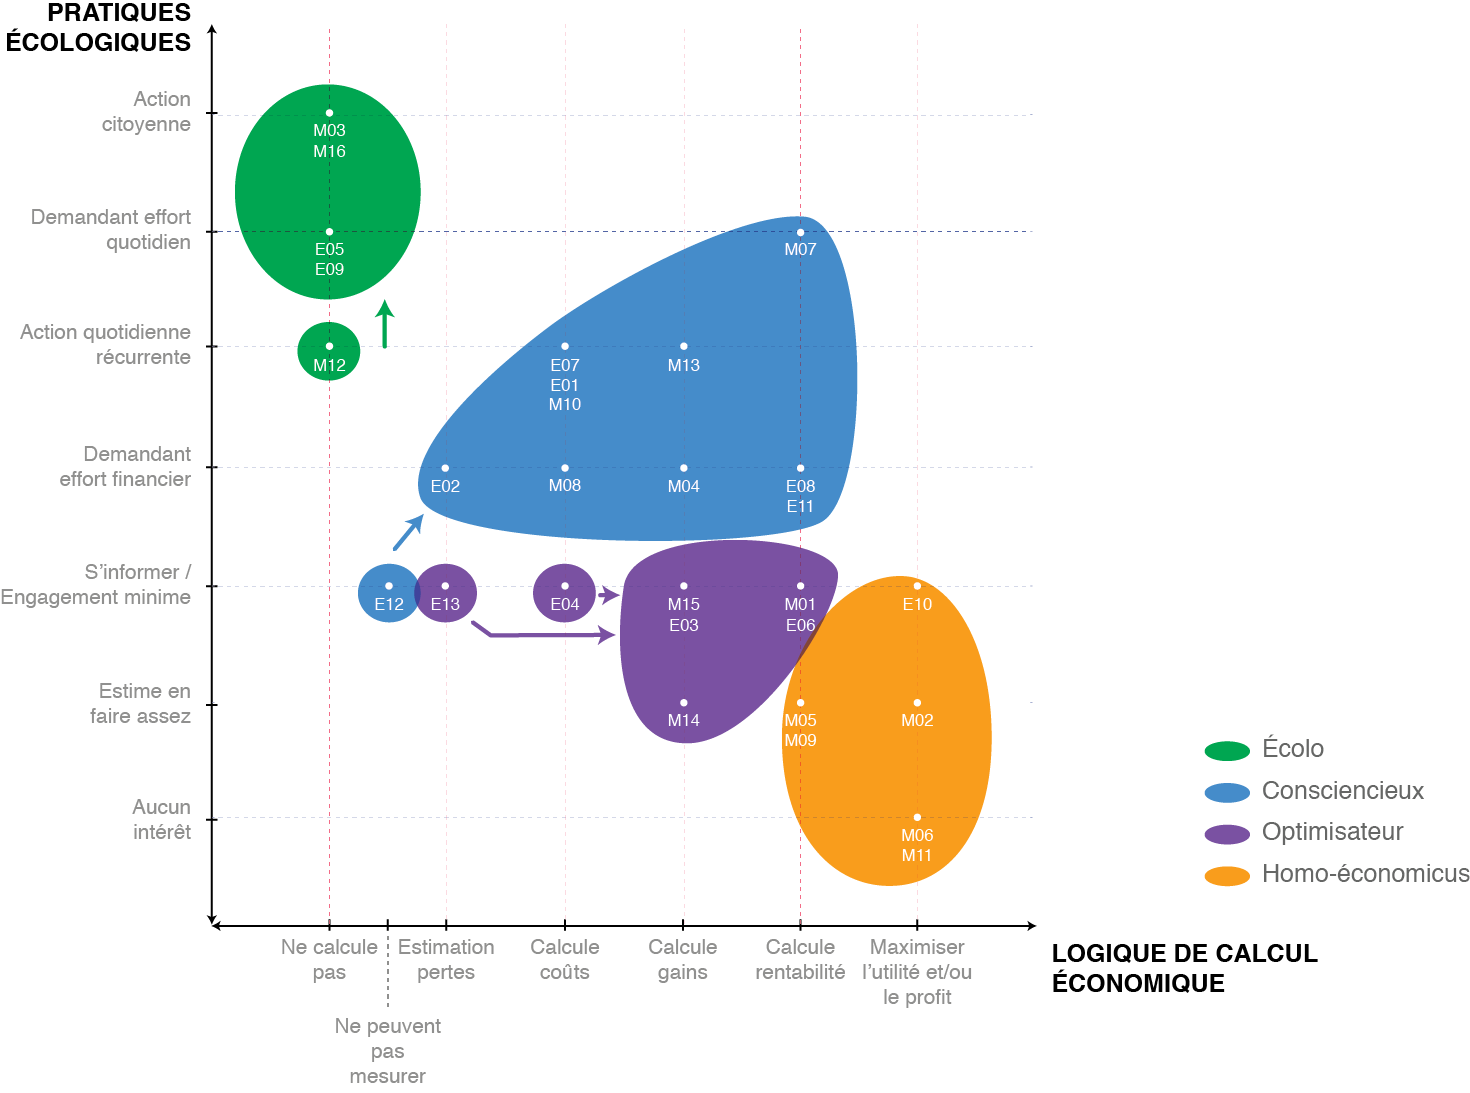 PRATIQUES
ÉCOLOGIQUES
Action
citoyenne
M03
M16
Demandant effort
quotidien
E05
E09
M07
Action quotidienne
récurrente
M12
E07
E01
M10
M13
Demandant
effort financier
E02
M08
M04
E08
E11
S’informer /
Engagement minime
E12
E13
E04
M15
E03
M01
E06
E10
Estime en
faire assez
M14
M05
M09
M02
Aucun
intérêt
M06
M11
Écolo
Consciencieux
Optimisateur
Homo-économicus
Ne calcule
pas
Ne peuvent
pas
mesurer
Estimation
pertes
Calcule
coûts
Calcule
gains
Calcule
rentabilité
Maximiser
l’utilité et/ou
le profit
LOGIQUE DE CALCUL
ÉCONOMIQUE